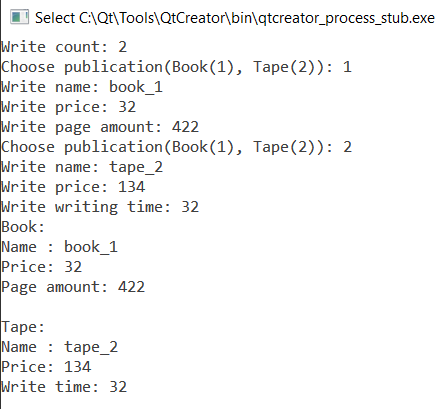 Select C:\Qt\Tools\QtCreator\bin\qtcreator_process_stub.exe
Write count: 2
Choose publication(Book(1), Tape(2)): 1
Write name: book_1
Write price: 32
Write page amount: 422
Choose publication(Book(1), Tape(2)): 2
Write name: tape_2
Write price: 134
Write writing time: 32
Book:
Name : book_1
Price: 32
Page amount: 422
Tape:
Name : tape_2
Price: 134
Write time: 32